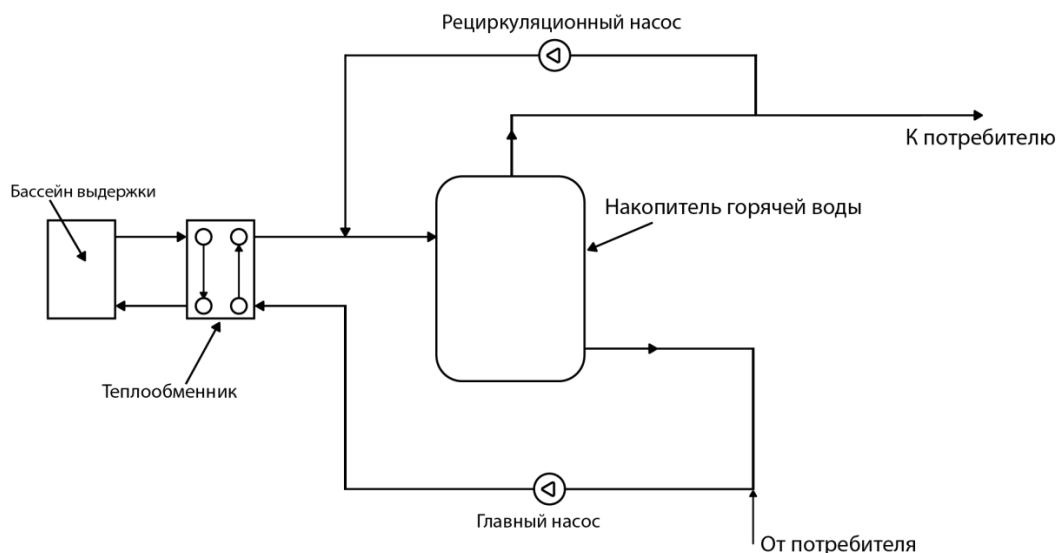 Рециркуляционный насос
К потребителю
Бассейн выдержки
Накопитель горячей воды
Теплообменник
Главный насос
От потребителя